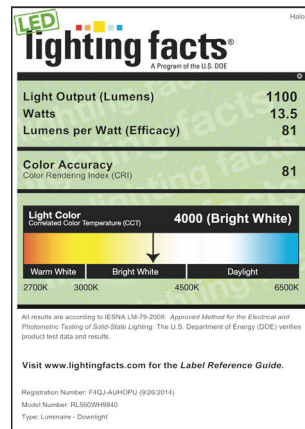 Halo
LED
lighting facts®
A Program of the U.S. DOE
Light Output (Lumens) 1100
Watts 13.5
Lumens per Watt (Efficacy) 81
Color Accuracy
Color Rendering Index (CRI) 81
Light Color
Correlated Color Temperature (CCT) 4000 (Bright White)
Warm White Bright White Daylight
2700K 3000K 4500K 6500K
All results are according to IESNA LM-79-2008: Approved Method for the Electrical and
Photometric Testing of Solid-State Lighting. The U.S. Department of Energy (DOE) verifies
product test data and results.
Visit www.lightingfacts.com for the Label Reference Guide.
Registration Number: F4QJ-AUHOPU (9/26/2014)
Model Number: RL560WH9840
Type: Luminaire - Downlight